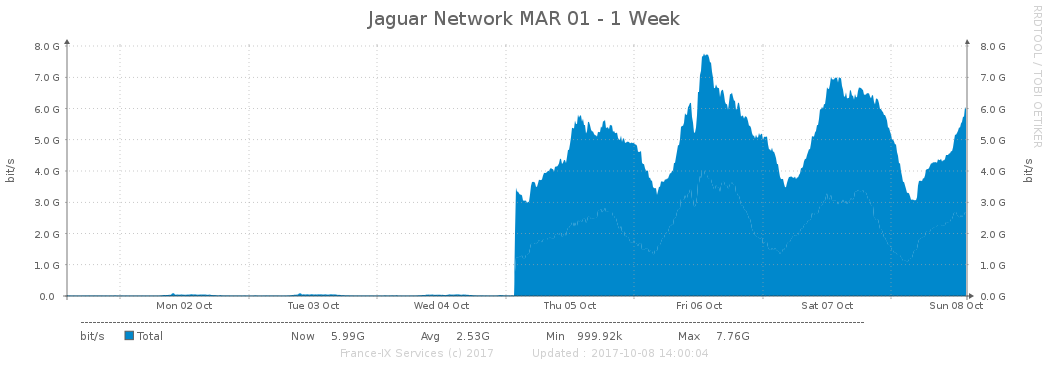 Jaguar Network MAR 01 - 1 Week
RRDTOOL / TOBI OETIKER
bit/s
bit/s
8.0 G 8.0 G
7.0 G 7.0 G
6.0 G 6.0 G
5.0 G 5.0 G
4.0 G 4.0 G
3.0 G 3.0 G
2.0 G 2.0 G
1.0 G 1.0 G
0.0 0.0 G
Mon 02 Oct Tue 03 Oct Wed 04 Oct Thu 05 Oct Fri 06 Oct Sat 07 Oct Sun 08 Oct
bit/s Total Now 5.99G Avg 2.53G Min 999.92k Max 7.76G
France-IX Services (c) 2017 Updated : 2017-10-08 14:00:04